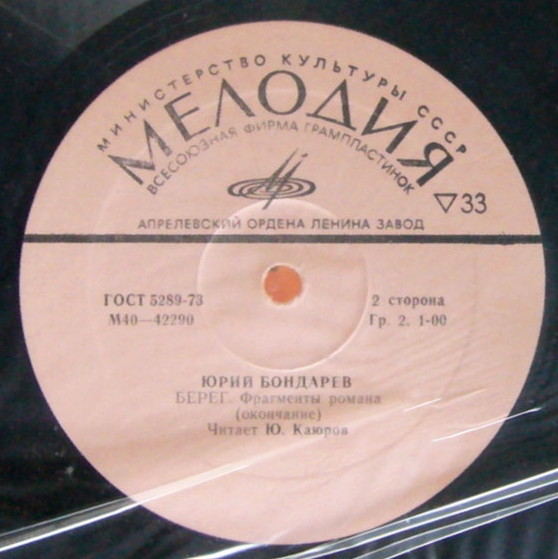 МИНИСТЕРСТВО КУЛЬТУРЫ СССР
МЕЛОДИЯ
ВСЕСОЮЗНАЯ ФИРМА ГРАМПЛАСТИНОК
33
АПРЕЛЕВСКИЙ ОРДЕНА ЛЕНИНА ЗАВОД
ГОСТ 5289-73
М40—42290
2 сторона
Гр. 2. 1-00
ЮРИЙ БОНДАРЕВ
БЕРЕГ. Фрагменты романа
(окончание)
Читает Ю. Каюров